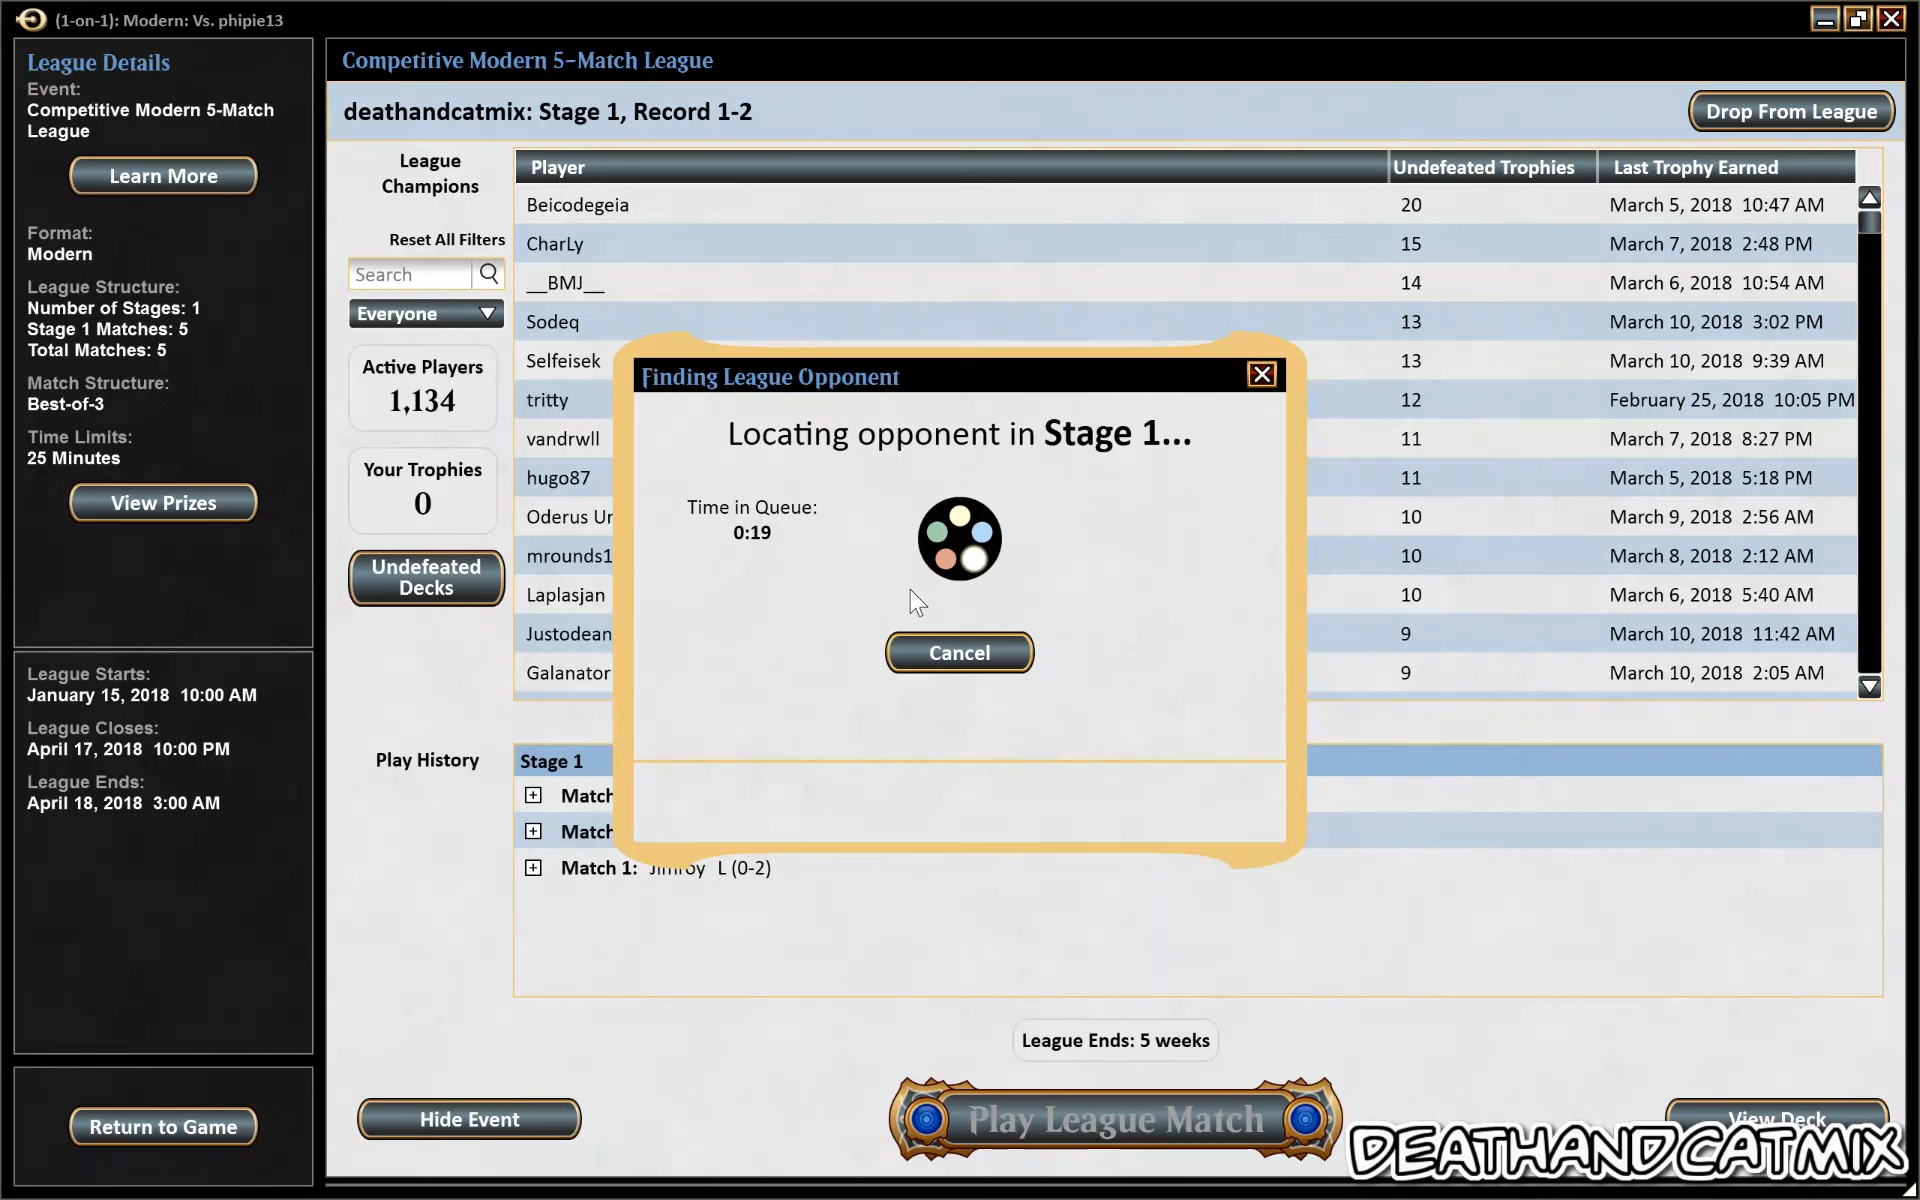 (1-on-1): Modern: Vs. phipie13
League Details
Event:
Competitive Modern 5-Match
League
Learn More
Format:
Modern
League Structure:
Number of Stages: 1
Stage 1 Matches: 5
Total Matches: 5
Match Structure:
Best-of-3
Time Limits:
25 Minutes
View Prizes
League Starts:
January 15, 2018 10:00 AM
League Closes:
April 17, 2018 10:00 PM
League Ends:
April 18, 2018 3:00 AM
Return to Game
Competitive Modern 5-Match League
deathandcatmix: Stage 1, Record 1-2
Drop From League
League
Champions
Reset All Filters
Search
Everyone
Active Players
1,134
Your Trophies
0
Undefeated
Decks
Player Undefeated Trophies Last Trophy Earned
Beicodegeia 20 March 5, 2018 10:47 AM
CharLy 15 March 7, 2018 2:48 PM
__BMJ__ 14 March 6, 2018 10:54 AM
Sodeq 13 March 10, 2018 3:02 PM
Selfeisek 13 March 10, 2018 9:39 AM
tritty 12 February 25, 2018 10:05 PM
vandrwll 11 March 7, 2018 8:27 PM
hugo87 11 March 5, 2018 5:18 PM
Oderus Ur 10 March 9, 2018 2:56 AM
mrounds1 10 March 8, 2018 2:12 AM
Laplasjan 10 March 6, 2018 5:40 AM
Justodean 9 March 10, 2018 11:42 AM
Galanator 9 March 10, 2018 2:05 AM
Finding League Opponent
Locating opponent in Stage 1...
Time in Queue:
0:19
Cancel
Play History
Stage 1
Match
Match
Match 1: Jimroy L (0-2)
League Ends: 5 weeks
Hide Event
Play League Match
View Deck
DEATHANDCATMIX